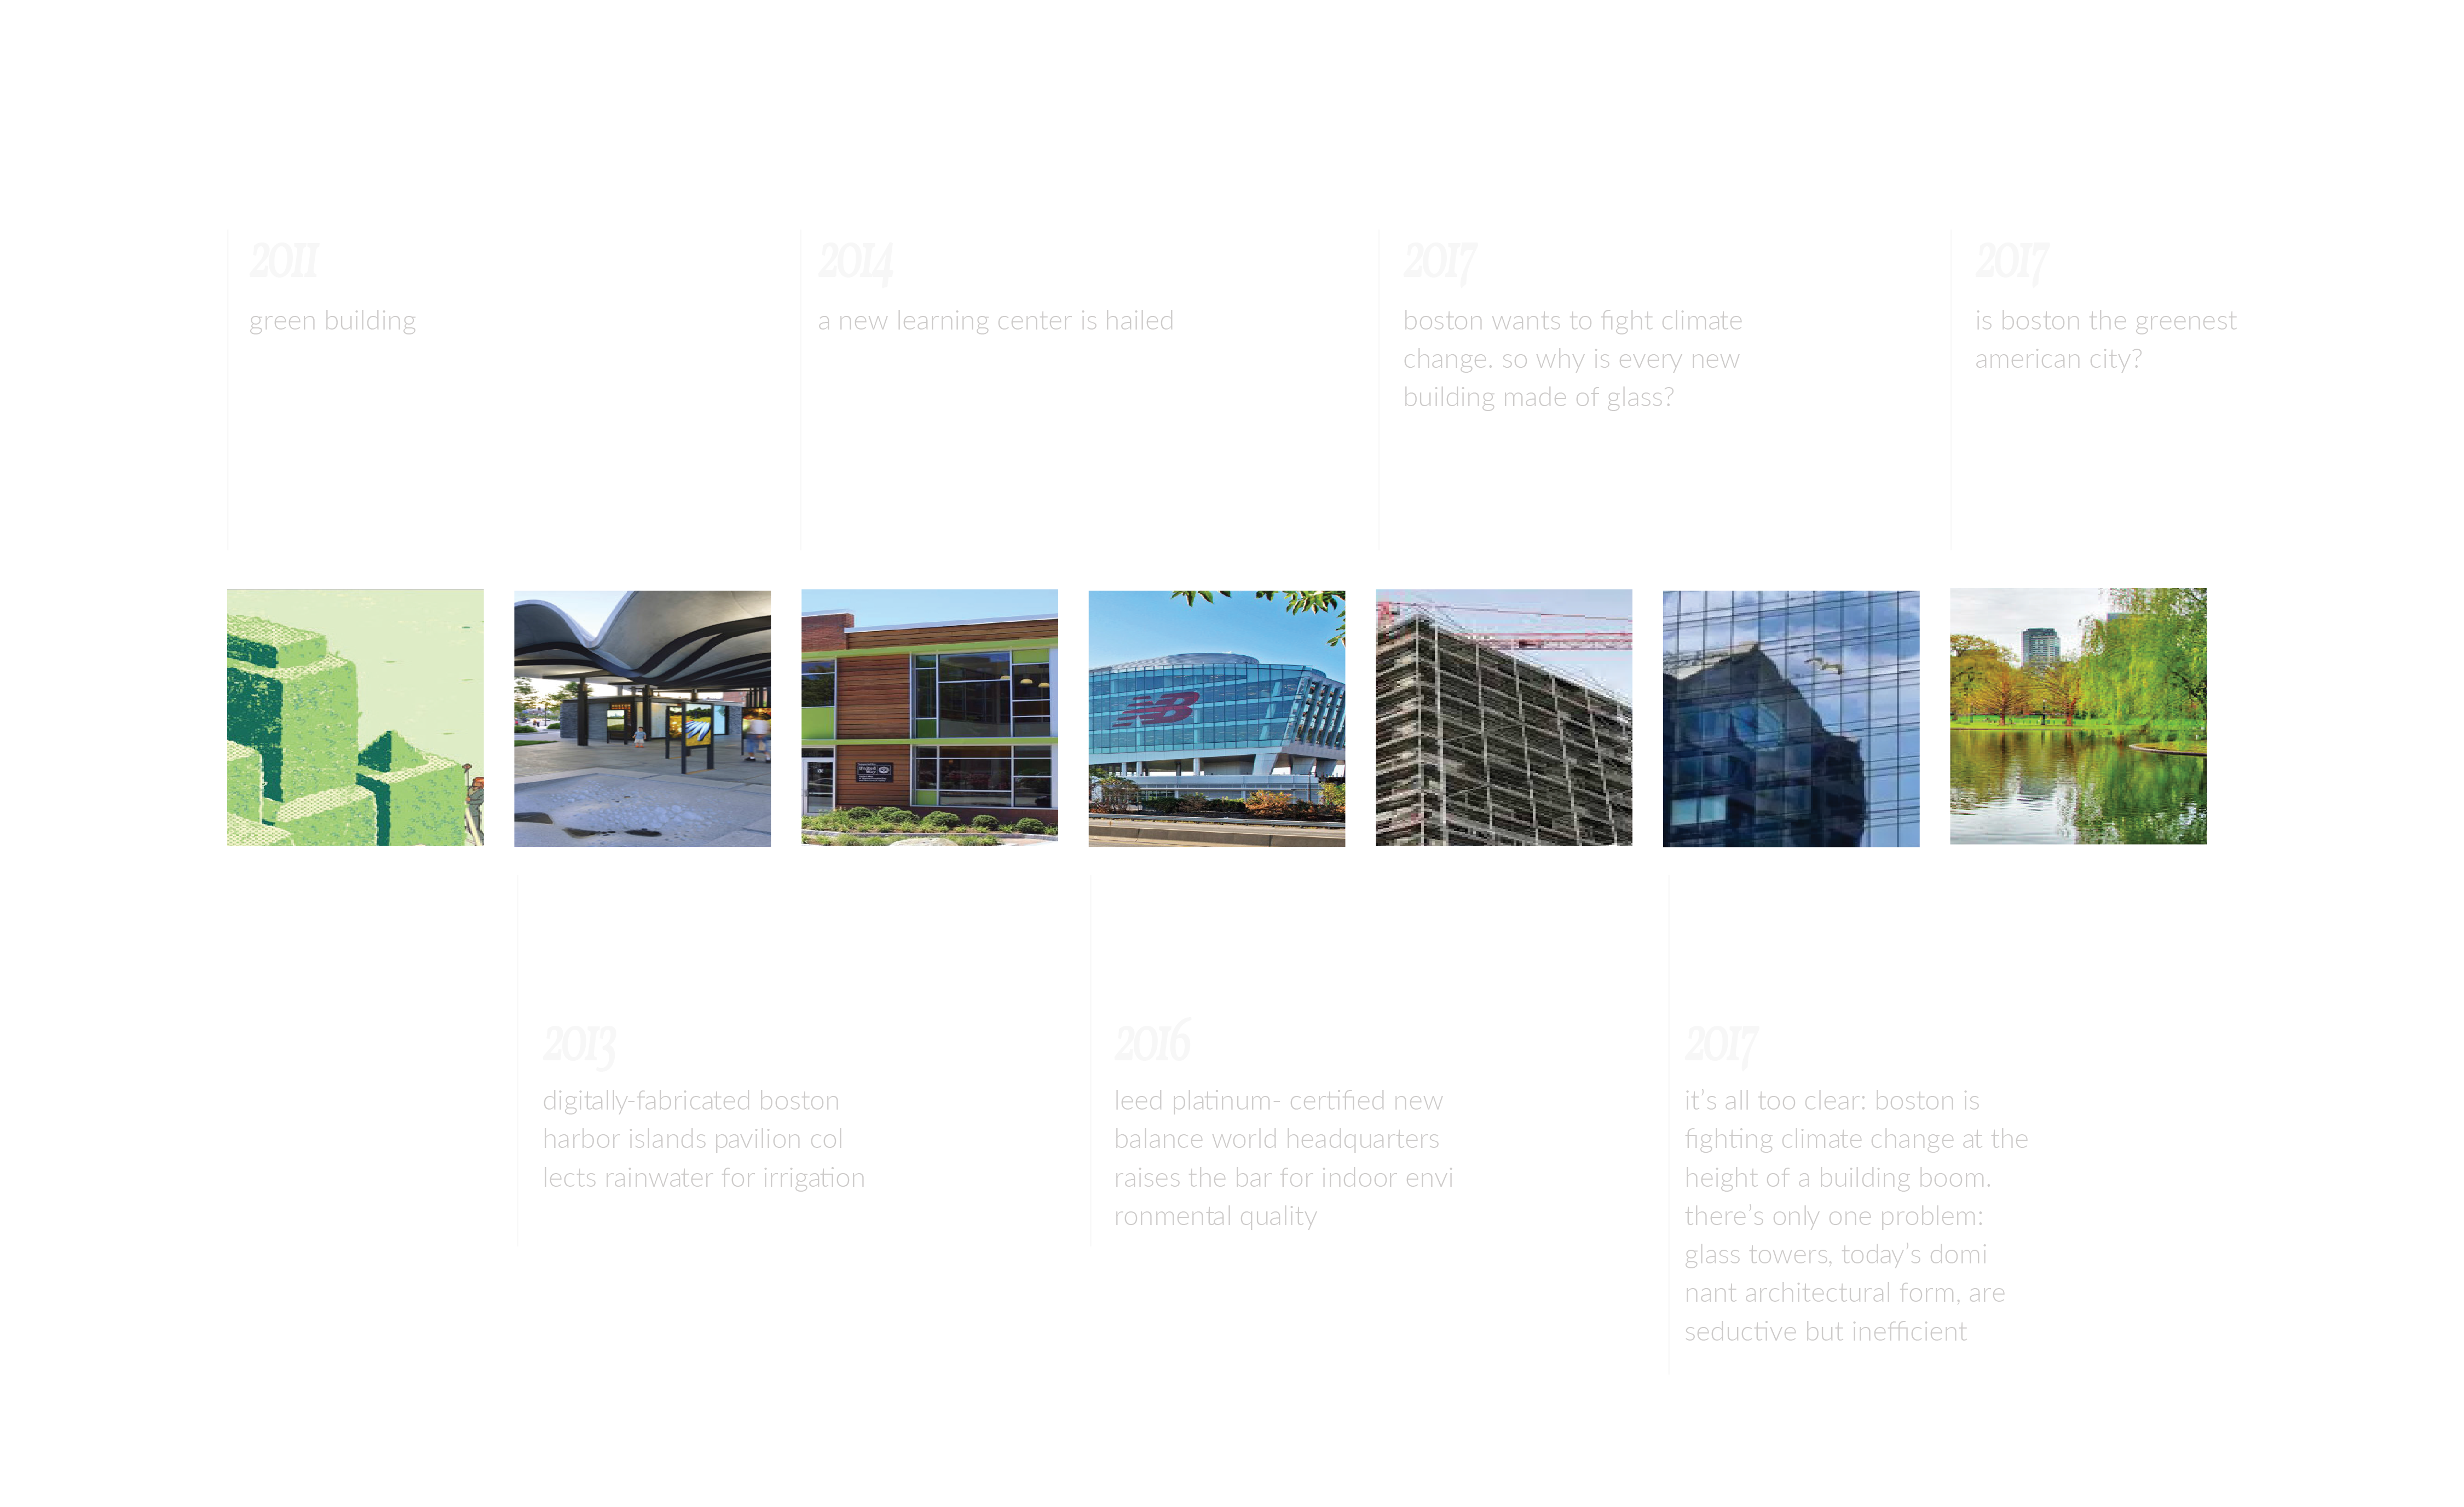 2011
green building
2014
a new learning center is hailed
2017
boston wants to fight climate
change. so why is every new
building made of glass?
2017
is boston the greenest
american city?
NB
United
Way
2013
digitally-fabricated boston
harbor islands pavilion col
lects rainwater for irrigation
2016
leed platinum- certified new
balance world headquarters
raises the bar for indoor envi
ronmental quality
2017
it's all too clear: boston is
fighting climate change at the
height of a building boom.
there's only one problem:
glass towers, today's domi
nant architectural form, are
seductive but inefficient